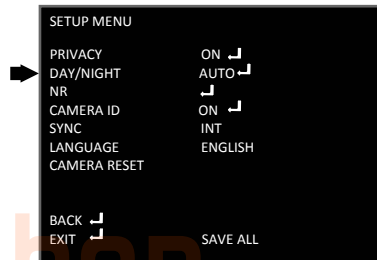 SETUP MENU
PRIVACY ON ↵
DAY/NIGHT AUTO↵
NR ↵
CAMERA ID ON ↵
SYNC INT
LANGUAGE ENGLISH
CAMERA RESET
BACK ↵
EXIT ↵ SAVE ALL